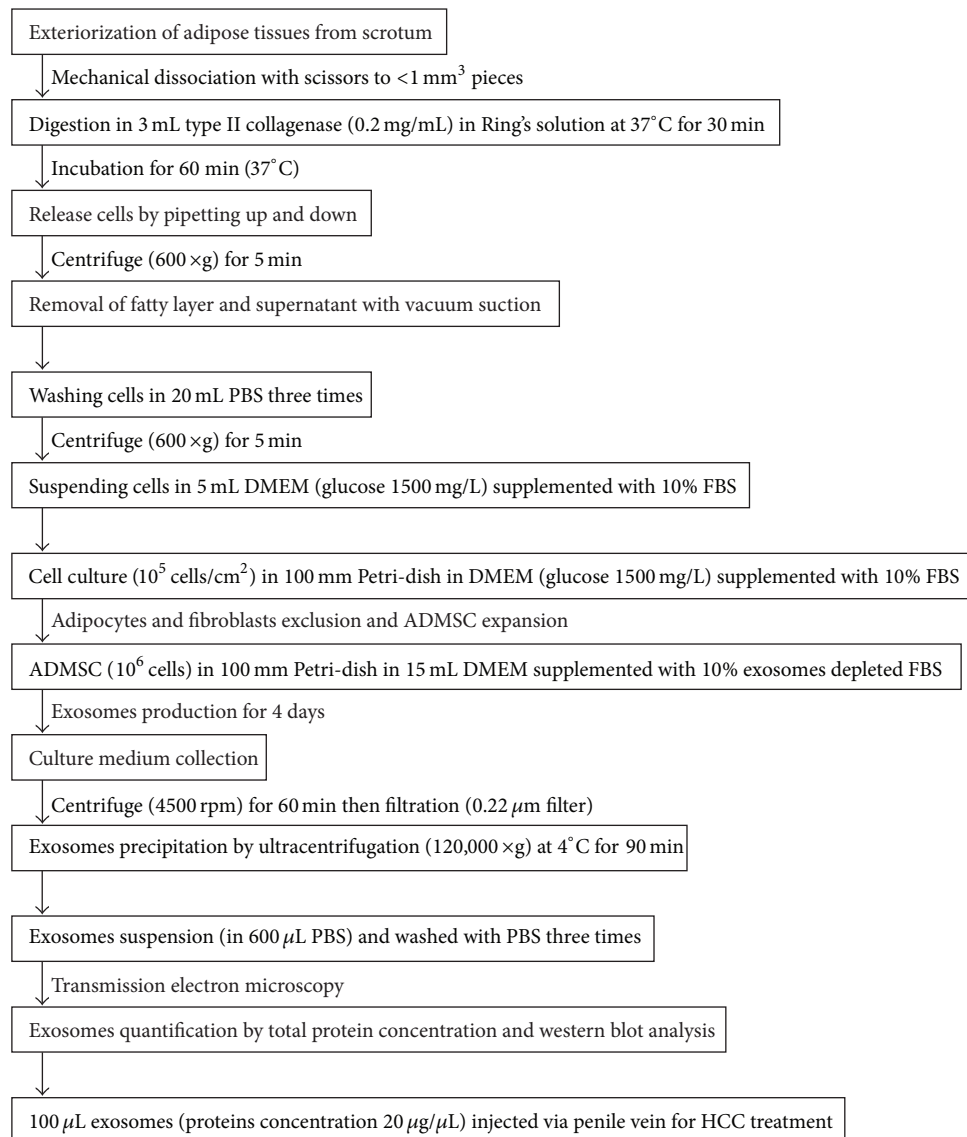 Exteriorization of adipose tissues from scrotum
Mechanical dissociation with scissors to <1 mm³ pieces
Digestion in 3 mL type II collagenase (0.2 mg/mL) in Ring's solution at 37°C for 30 min
Incubation for 60 min (37°C)
Release cells by pipetting up and down
Centrifuge (600 ×g) for 5 min
Removal of fatty layer and supernatant with vacuum suction
Washing cells in 20 mL PBS three times
Centrifuge (600 ×g) for 5 min
Suspending cells in 5 mL DMEM (glucose 1500 mg/L) supplemented with 10% FBS
Cell culture (10⁵ cells/cm²) in 100 mm Petri-dish in DMEM (glucose 1500 mg/L) supplemented with 10% FBS
Adipocytes and fibroblasts exclusion and ADMSC expansion
ADMSC (10⁶ cells) in 100 mm Petri-dish in 15 mL DMEM supplemented with 10% exosomes depleted FBS
Exosomes production for 4 days
Culture medium collection
Centrifuge (4500 rpm) for 60 min then filtration (0.22 μm filter)
Exosomes precipitation by ultracentrifugation (120,000 ×g) at 4°C for 90 min
Exosomes suspension (in 600 μL PBS) and washed with PBS three times
Transmission electron microscopy
Exosomes quantification by total protein concentration and western blot analysis
100 μL exosomes (proteins concentration 20 μg/μL) injected via penile vein for HCC treatment